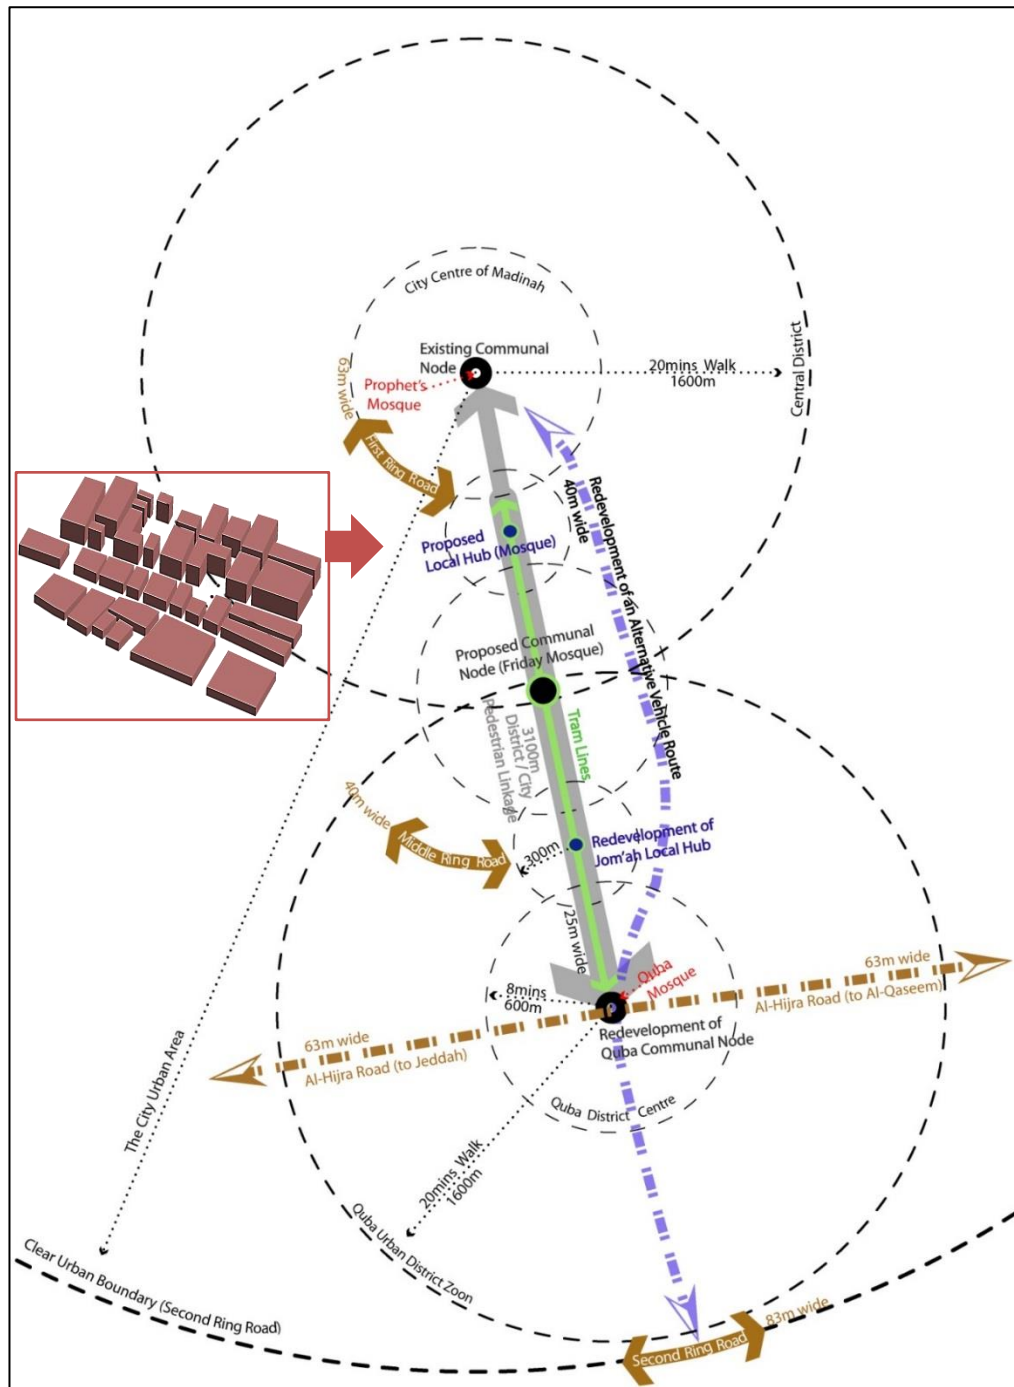 City Centre of Madinah
Existing Communal
Node
63m wide
Prophet's
Mosque
20mins Walk
1600m
Central District
First Ring Road
Redevelopment of an Alternative Vehicle Route
40m wide
Proposed
Local Hub (Mosque)
Proposed Communal
Node (Friday Mosque)
3100m
District / City
Pedestrian Linkage
Tram Lines
40m wide
Middle Ring Road
300m
Redevelopment of
Jom'ah Local Hub
25m wide
8mins
600m
Quba
Mosque
63m wide
Al-Hijra Road (to Al-Qaseem)
63m wide
Al-Hijra Road (to Jeddah)
Redevelopment of
Quba Communal Node
Quba District Centre
The City Urban Area
20mins Walk
1600m
Quba Urban District Zoon
Clear Urban Boundary (Second Ring Road)
83m wide
Second Ring Road